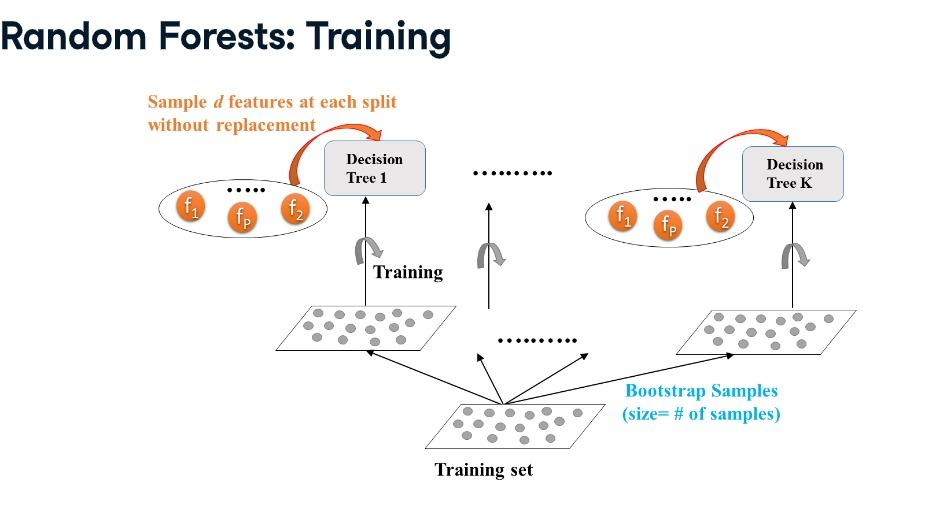 Random Forests: Training
Sample d features at each split
without replacement
Decision
Tree 1
..........
Decision
Tree K
.....
f1
fP
f2
.....
f1
fP
f2
Training
..........
Bootstrap Samples
(size= # of samples)
Training set